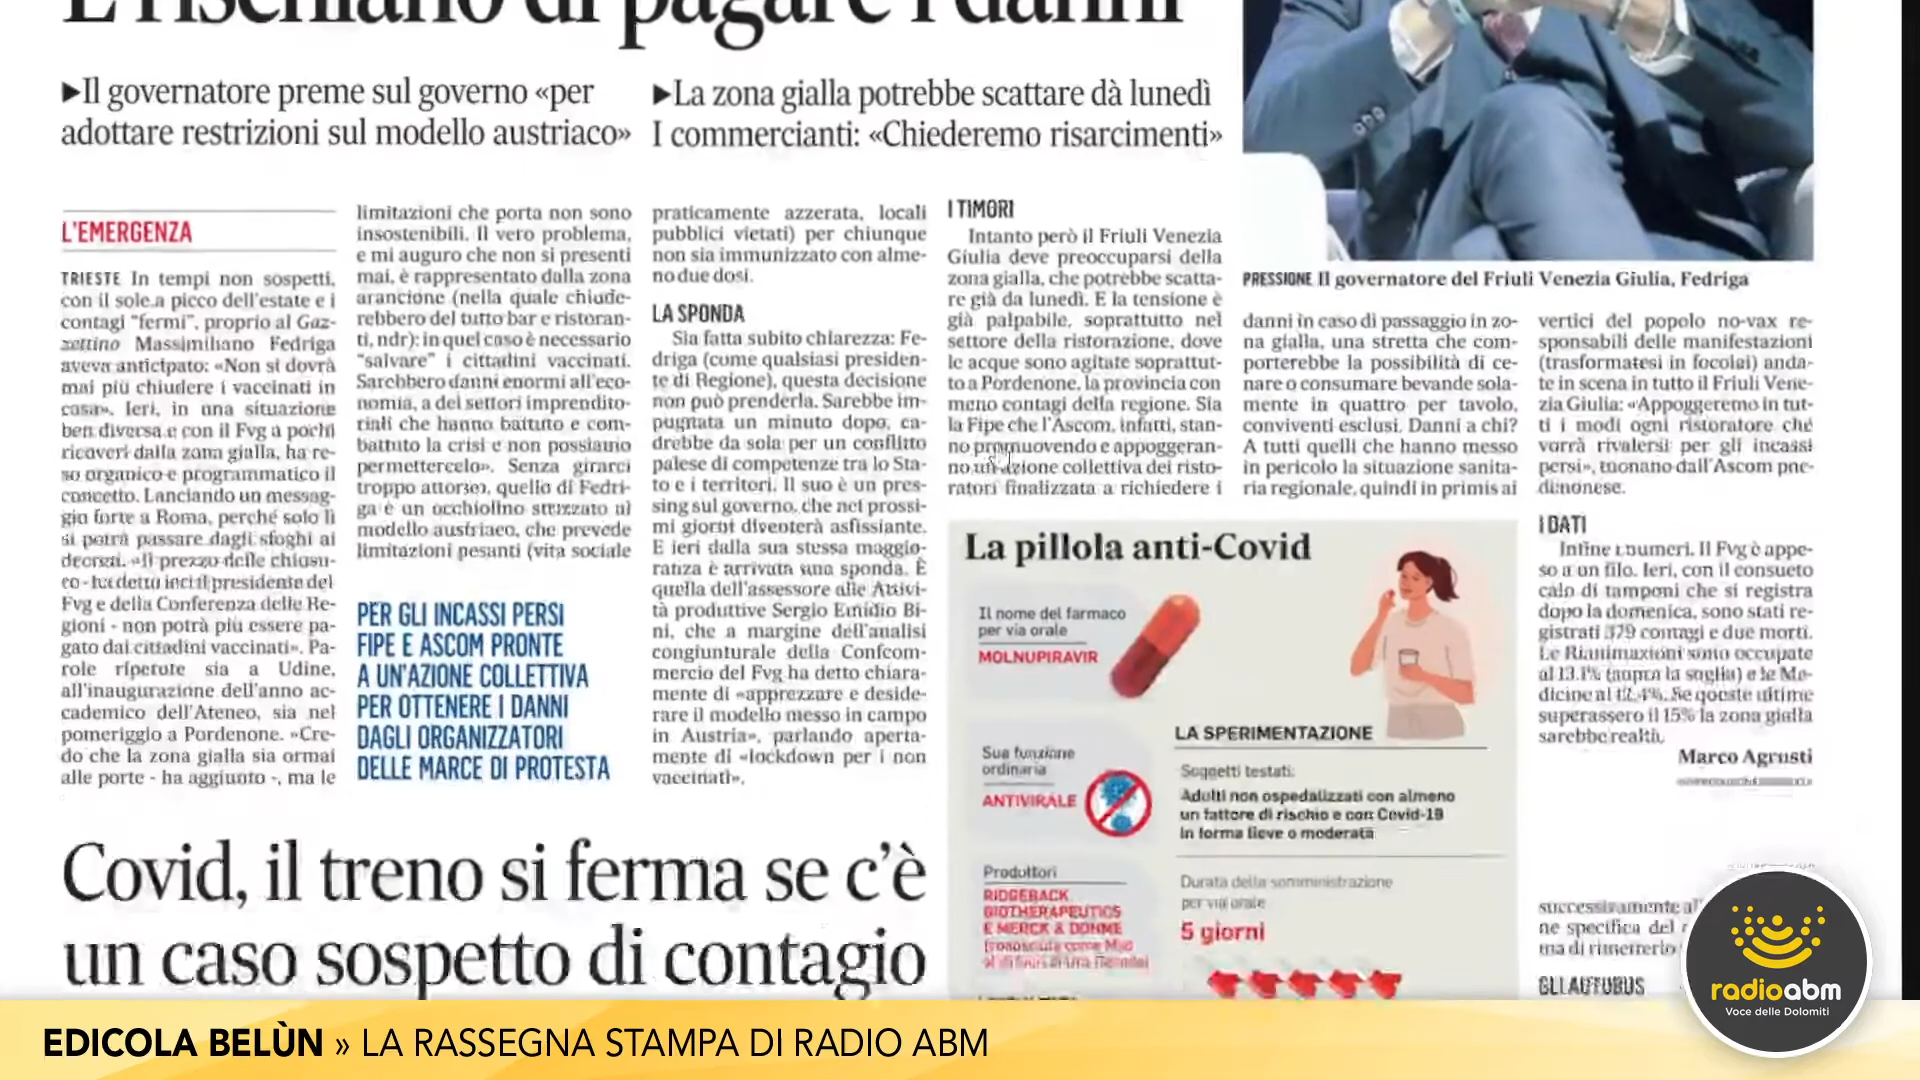 E rischiano di pagare i danni
►Il governatore preme sul governo «per
adottare restrizioni sul modello austriaco»
►La zona gialla potrebbe scattare dà lunedì
I commercianti: «Chiederemo risarcimenti»
L'EMERGENZA
TRIESTE In tempi non sospetti,
con il sole a picco dell'estate e i
contagi "fermi", proprio al Gaz-
zettino Massimiliano Fedriga
aveva anticipato: «Non si dovrà
mai più chiudere i vaccinati in
casa». Ieri, in una situazione
ben diversa e con il Fvg a pochi
ricoveri dalla zona gialla, ha re-
so organico e programmatico il
concetto. Lanciando un messag-
gio forte a Roma, perché solo lì
si potrà passare dagli sfoghi ai
decreti. «Il prezzo delle chiusu-
re - ha detto ieri il presidente del
Fvg e della Conferenza delle Re-
gioni - non potrà più essere pa-
gato dai cittadini vaccinati». Pa-
role ripetute sia a Udine,
all'inaugurazione dell'anno ac-
cademico dell'Ateneo, sia nel
pomeriggio a Pordenone. «Cre-
do che la zona gialla sia ormai
alle porte - ha aggiunto -, ma le
limitazioni che porta non sono
insostenibili. Il vero problema,
e mi auguro che non si presenti
mai, è rappresentato dalla zona
arancione (nella quale chiude-
rebbero del tutto bar e ristoran-
ti, ndr): in quel caso è necessario
"salvare" i cittadini vaccinati.
Sarebbero danni enormi all'eco-
nomia, a dei settori imprendito-
riali che hanno battuto e com-
battuto la crisi e non possiamo
permettercelo». Senza girarci
troppo attorno, quello di Fedri-
ga è un occhiolino strizzato al
modello austriaco, che prevede
limitazioni pesanti (vita sociale
PER GLI INCASSI PERSI
FIPE E ASCOM PRONTE
A UN'AZIONE COLLETTIVA
PER OTTENERE I DANNI
DAGLI ORGANIZZATORI
DELLE MARCE DI PROTESTA
praticamente azzerata, locali
pubblici vietati) per chiunque
non sia immunizzato con alme-
no due dosi.
LA SPONDA
Sia fatta subito chiarezza: Fe-
driga (come qualsiasi presiden-
te di Regione), questa decisione
non può prenderla. Sarebbe im-
pugnata un minuto dopo, ca-
drebbe da sola per un conflitto
palese di competenze tra lo Sta-
to e i territori. Il suo è un pres-
sing sul governo, che nei prossi-
mi giorni diventerà asfissiante.
E ieri dalla sua stessa maggio-
ranza è arrivata una sponda. È
quella dell'assessore alle Attivi-
tà produttive Sergio Emidio Bi-
ni, che a margine dell'analisi
congiunturale della Confcom-
mercio del Fvg ha detto chiara-
mente di «apprezzare e deside-
rare il modello messo in campo
in Austria», parlando aperta-
mente di «lockdown per i non
vaccinati».
I TIMORI
Intanto però il Friuli Venezia
Giulia deve preoccuparsi della
zona gialla, che potrebbe scatta-
re già da lunedì. E la tensione è
già palpabile, soprattutto nel
settore della ristorazione, dove
le acque sono agitate soprattut-
to a Pordenone, la provincia con
meno contagi della regione. Sia
la Fipe che l'Ascom, infatti, stan-
no promuovendo e appoggeran-
no un'azione collettiva dei risto-
ratori finalizzata a richiedere i
PRESSIONE Il governatore del Friuli Venezia Giulia, Fedriga
danni in caso di passaggio in zo-
na gialla, una stretta che com-
porterebbe la possibilità di ce-
nare o consumare bevande sola-
mente in quattro per tavolo,
conviventi esclusi. Danni a chi?
A tutti quelli che hanno messo
in pericolo la situazione sanita-
ria regionale, quindi in primis ai
vertici del popolo no-vax re-
sponsabili delle manifestazioni
(trasformatesi in focolai) anda-
te in scena in tutto il Friuli Vene-
zia Giulia: «Appoggeremo in tut-
ti i modi ogni ristoratore che
vorrà rivalersi per gli incassi
persi», tuonano dall'Ascom por-
denonese.
I DATI
Infine i numeri. Il Fvg è appe-
so a un filo. Ieri, con il consueto
calo di tamponi che si registra
dopo la domenica, sono stati re-
gistrati 379 contagi e due morti.
Le Rianimazioni sono occupate
al 13.1% (sopra la soglia) e le Me-
dicine al 12.4%. Se queste ultime
superassero il 15% la zona gialla
sarebbe realtà.
Marco Agrusti
La pillola anti-Covid
Il nome del farmaco
per via orale
MOLNUPIRAVIR
Sua funzione
ordinaria
ANTIVIRALE
Produttori
RIDGEBACK
BIOTHERAPEUTICS
E MERCK & DOHME
LA SPERIMENTAZIONE
Soggetti testati:
Adulti non ospedalizzati con almeno
un fattore di rischio e con Covid-19
in forma lieve o moderata
Durata della somministrazione
per via orale
5 giorni
Covid, il treno si ferma se c'è
un caso sospetto di contagio
successivamente al
ne specifica del
ma di rimetterlo
GLI AUTOBUS
radioabm
Voce delle Dolomiti
EDICOLA BELÙN » LA RASSEGNA STAMPA DI RADIO ABM